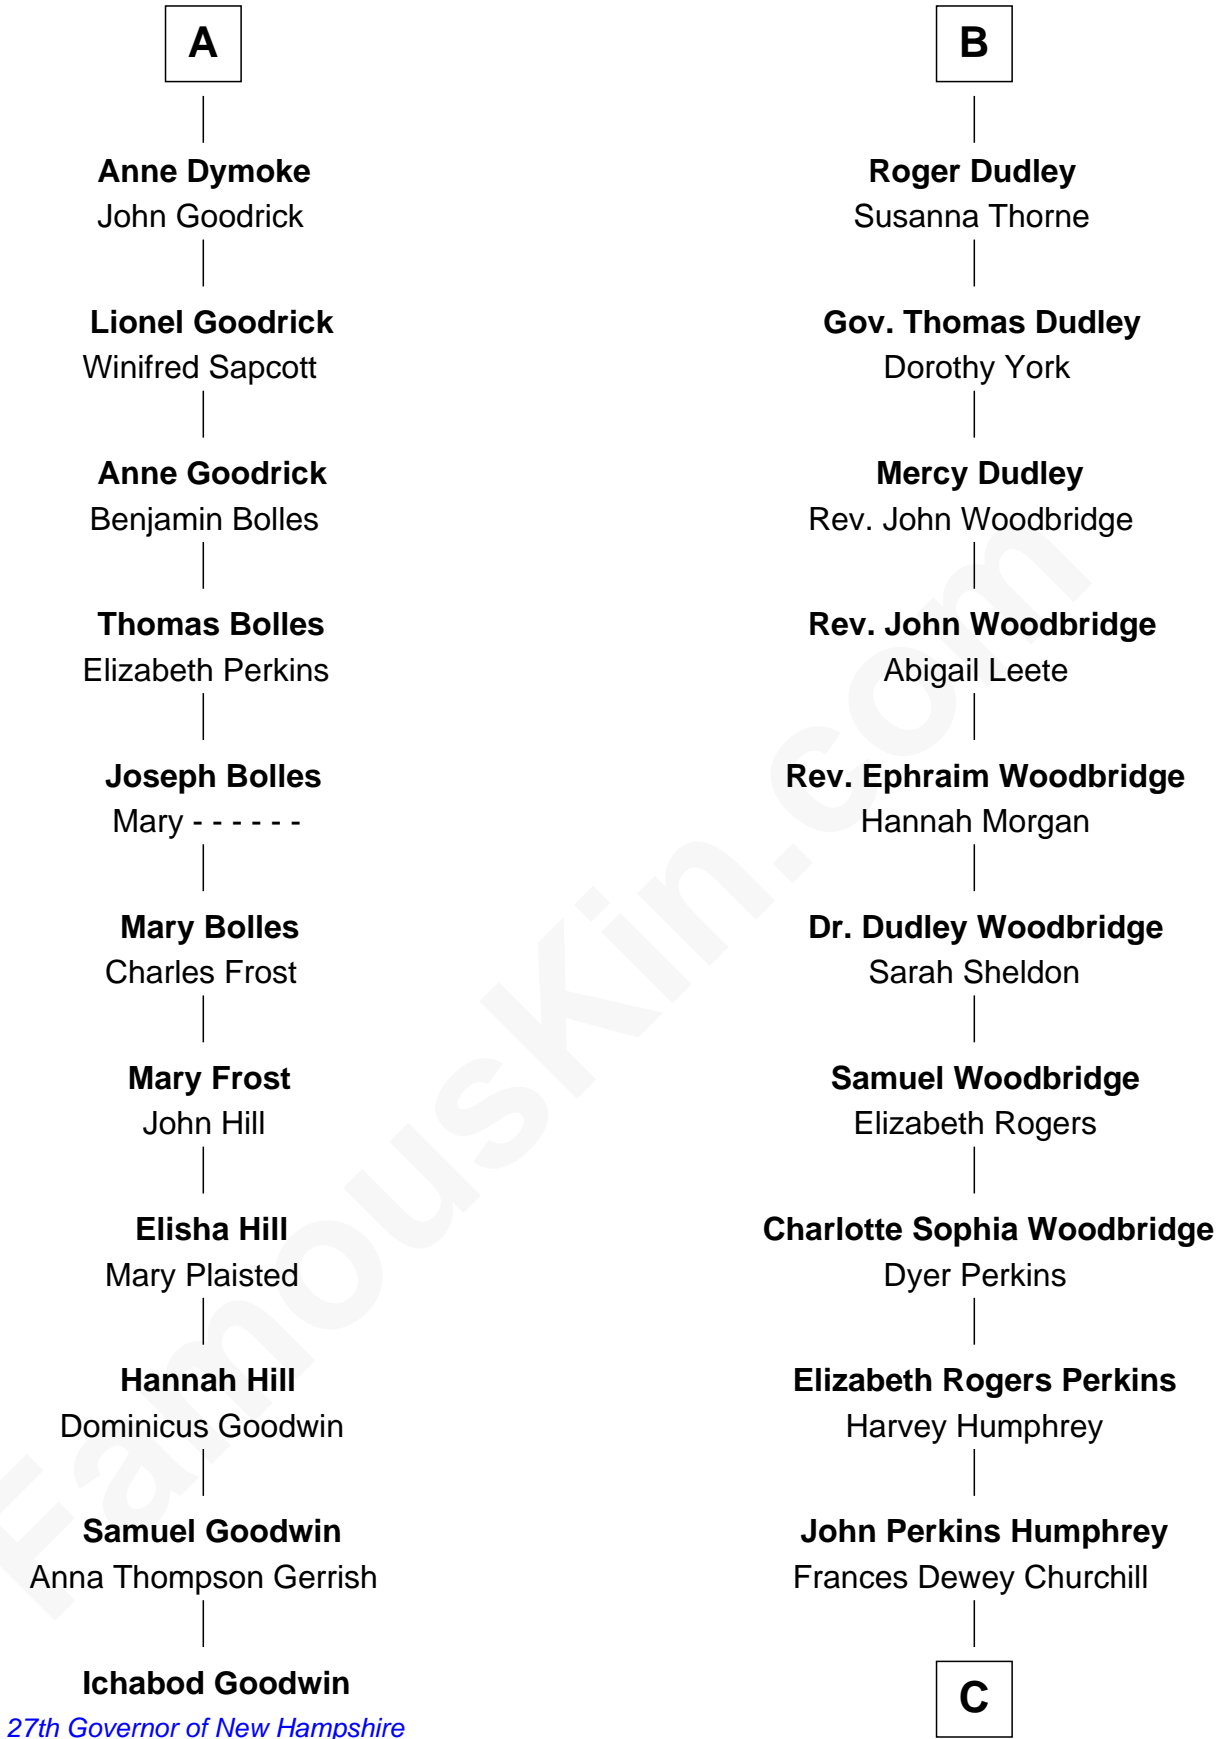 A
Anne Dymoke
John Goodrick
Lionel Goodrick
Winifred Sapcott
Anne Goodrick
Benjamin Bolles
Thomas Bolles
Elizabeth Perkins
Joseph Bolles
Mary - - - - - -
Mary Bolles
Charles Frost
Mary Frost
John Hill
Elisha Hill
Mary Plaisted
Hannah Hill
Dominicus Goodwin
Samuel Goodwin
Anna Thompson Gerrish
Ichabod Goodwin
27th Governor of New Hampshire
B
Roger Dudley
Susanna Thorne
Gov. Thomas Dudley
Dorothy York
Mercy Dudley
Rev. John Woodbridge
Rev. John Woodbridge
Abigail Leete
Rev. Ephraim Woodbridge
Hannah Morgan
Dr. Dudley Woodbridge
Sarah Sheldon
Samuel Woodbridge
Elizabeth Rogers
Charlotte Sophia Woodbridge
Dyer Perkins
Elizabeth Rogers Perkins
Harvey Humphrey
John Perkins Humphrey
Frances Dewey Churchill
C
FamousKin.com